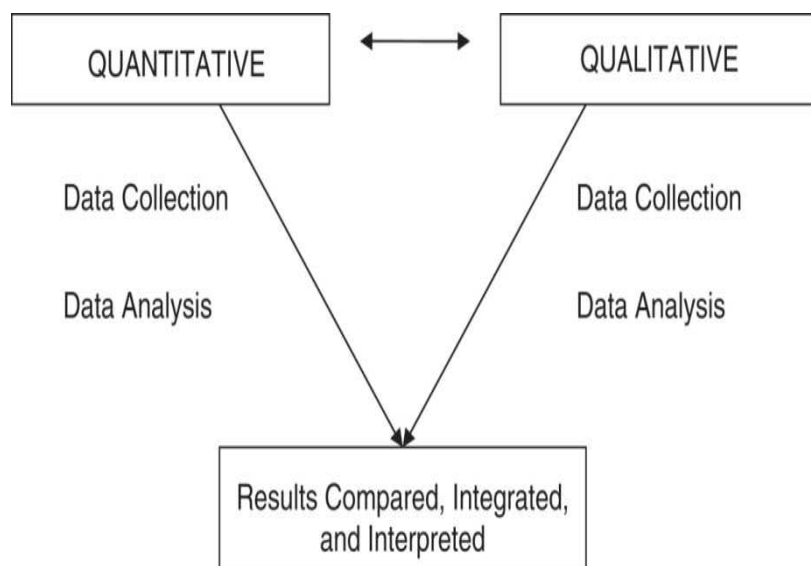 QUANTITATIVE
QUALITATIVE
Data Collection
Data Collection
Data Analysis
Data Analysis
Results Compared, Integrated,
and Interpreted